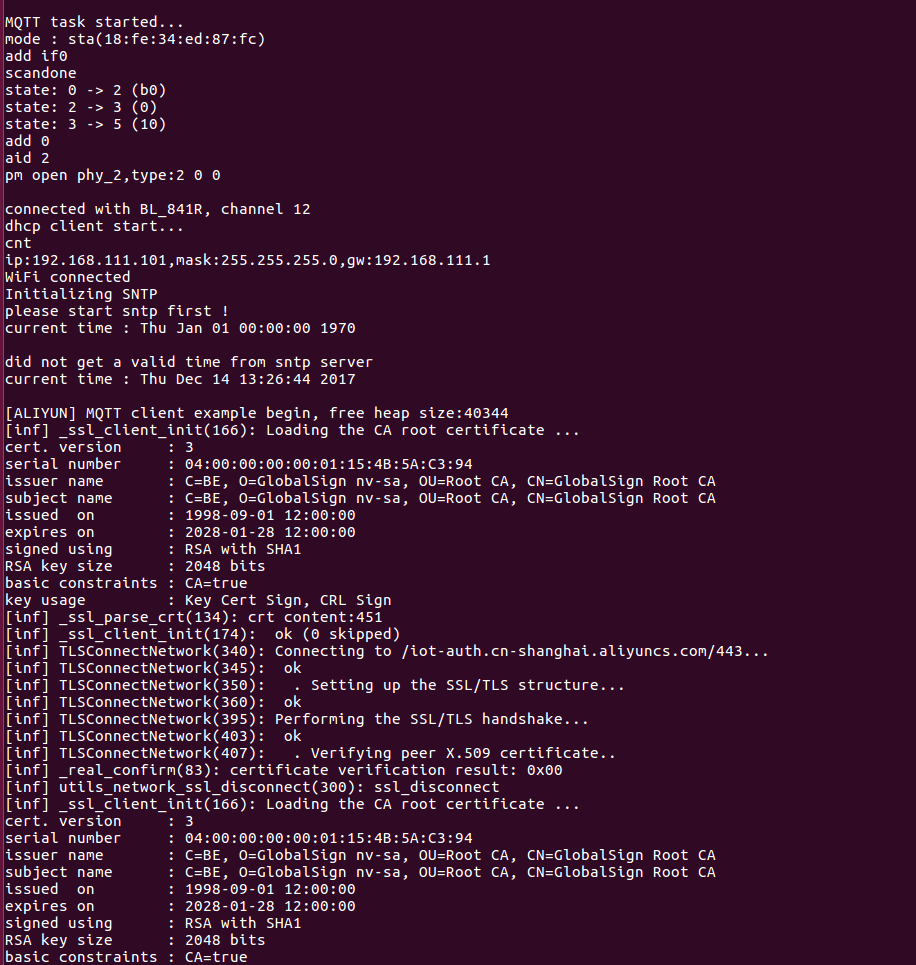 MQTT task started...
mode : sta(18:fe:34:ed:87:fc)
add if0
scandone
state: 0 -> 2 (b0)
state: 2 -> 3 (0)
state: 3 -> 5 (10)
add 0
aid 2
pm open phy_2,type:2 0 0
connected with BL_841R, channel 12
dhcp client start...
cnt
ip:192.168.111.101,mask:255.255.255.0,gw:192.168.111.1
WiFi connected
Initializing SNTP
please start sntp first !
current time : Thu Jan 01 00:00:00 1970
did not get a valid time from sntp server
current time : Thu Dec 14 13:26:44 2017
[ALIYUN] MQTT client example begin, free heap size:40344
[inf] _ssl_client_init(166): Loading the CA root certificate ...
cert. version     : 3
serial number     : 04:00:00:00:00:01:15:4B:5A:C3:94
issuer name       : C=BE, O=GlobalSign nv-sa, OU=Root CA, CN=GlobalSign Root CA
subject name      : C=BE, O=GlobalSign nv-sa, OU=Root CA, CN=GlobalSign Root CA
issued  on        : 1998-09-01 12:00:00
expires on        : 2028-01-28 12:00:00
signed using      : RSA with SHA1
RSA key size      : 2048 bits
basic constraints : CA=true
key usage         : Key Cert Sign, CRL Sign
[inf] _ssl_parse_crt(134): crt content:451
[inf] _ssl_client_init(174):  ok (0 skipped)
[inf] TLSConnectNetwork(340): Connecting to /iot-auth.cn-shanghai.aliyuncs.com/443...
[inf] TLSConnectNetwork(345):  ok
[inf] TLSConnectNetwork(350):   . Setting up the SSL/TLS structure...
[inf] TLSConnectNetwork(360):  ok
[inf] TLSConnectNetwork(395): Performing the SSL/TLS handshake...
[inf] TLSConnectNetwork(403):  ok
[inf] TLSConnectNetwork(407):   . Verifying peer X.509 certificate..
[inf] _real_confirm(83): certificate verification result: 0x00
[inf] utils_network_ssl_disconnect(300): ssl_disconnect
[inf] _ssl_client_init(166): Loading the CA root certificate ...
cert. version     : 3
serial number     : 04:00:00:00:00:01:15:4B:5A:C3:94
issuer name       : C=BE, O=GlobalSign nv-sa, OU=Root CA, CN=GlobalSign Root CA
subject name      : C=BE, O=GlobalSign nv-sa, OU=Root CA, CN=GlobalSign Root CA
issued  on        : 1998-09-01 12:00:00
expires on        : 2028-01-28 12:00:00
signed using      : RSA with SHA1
RSA key size      : 2048 bits
basic constraints : CA=true